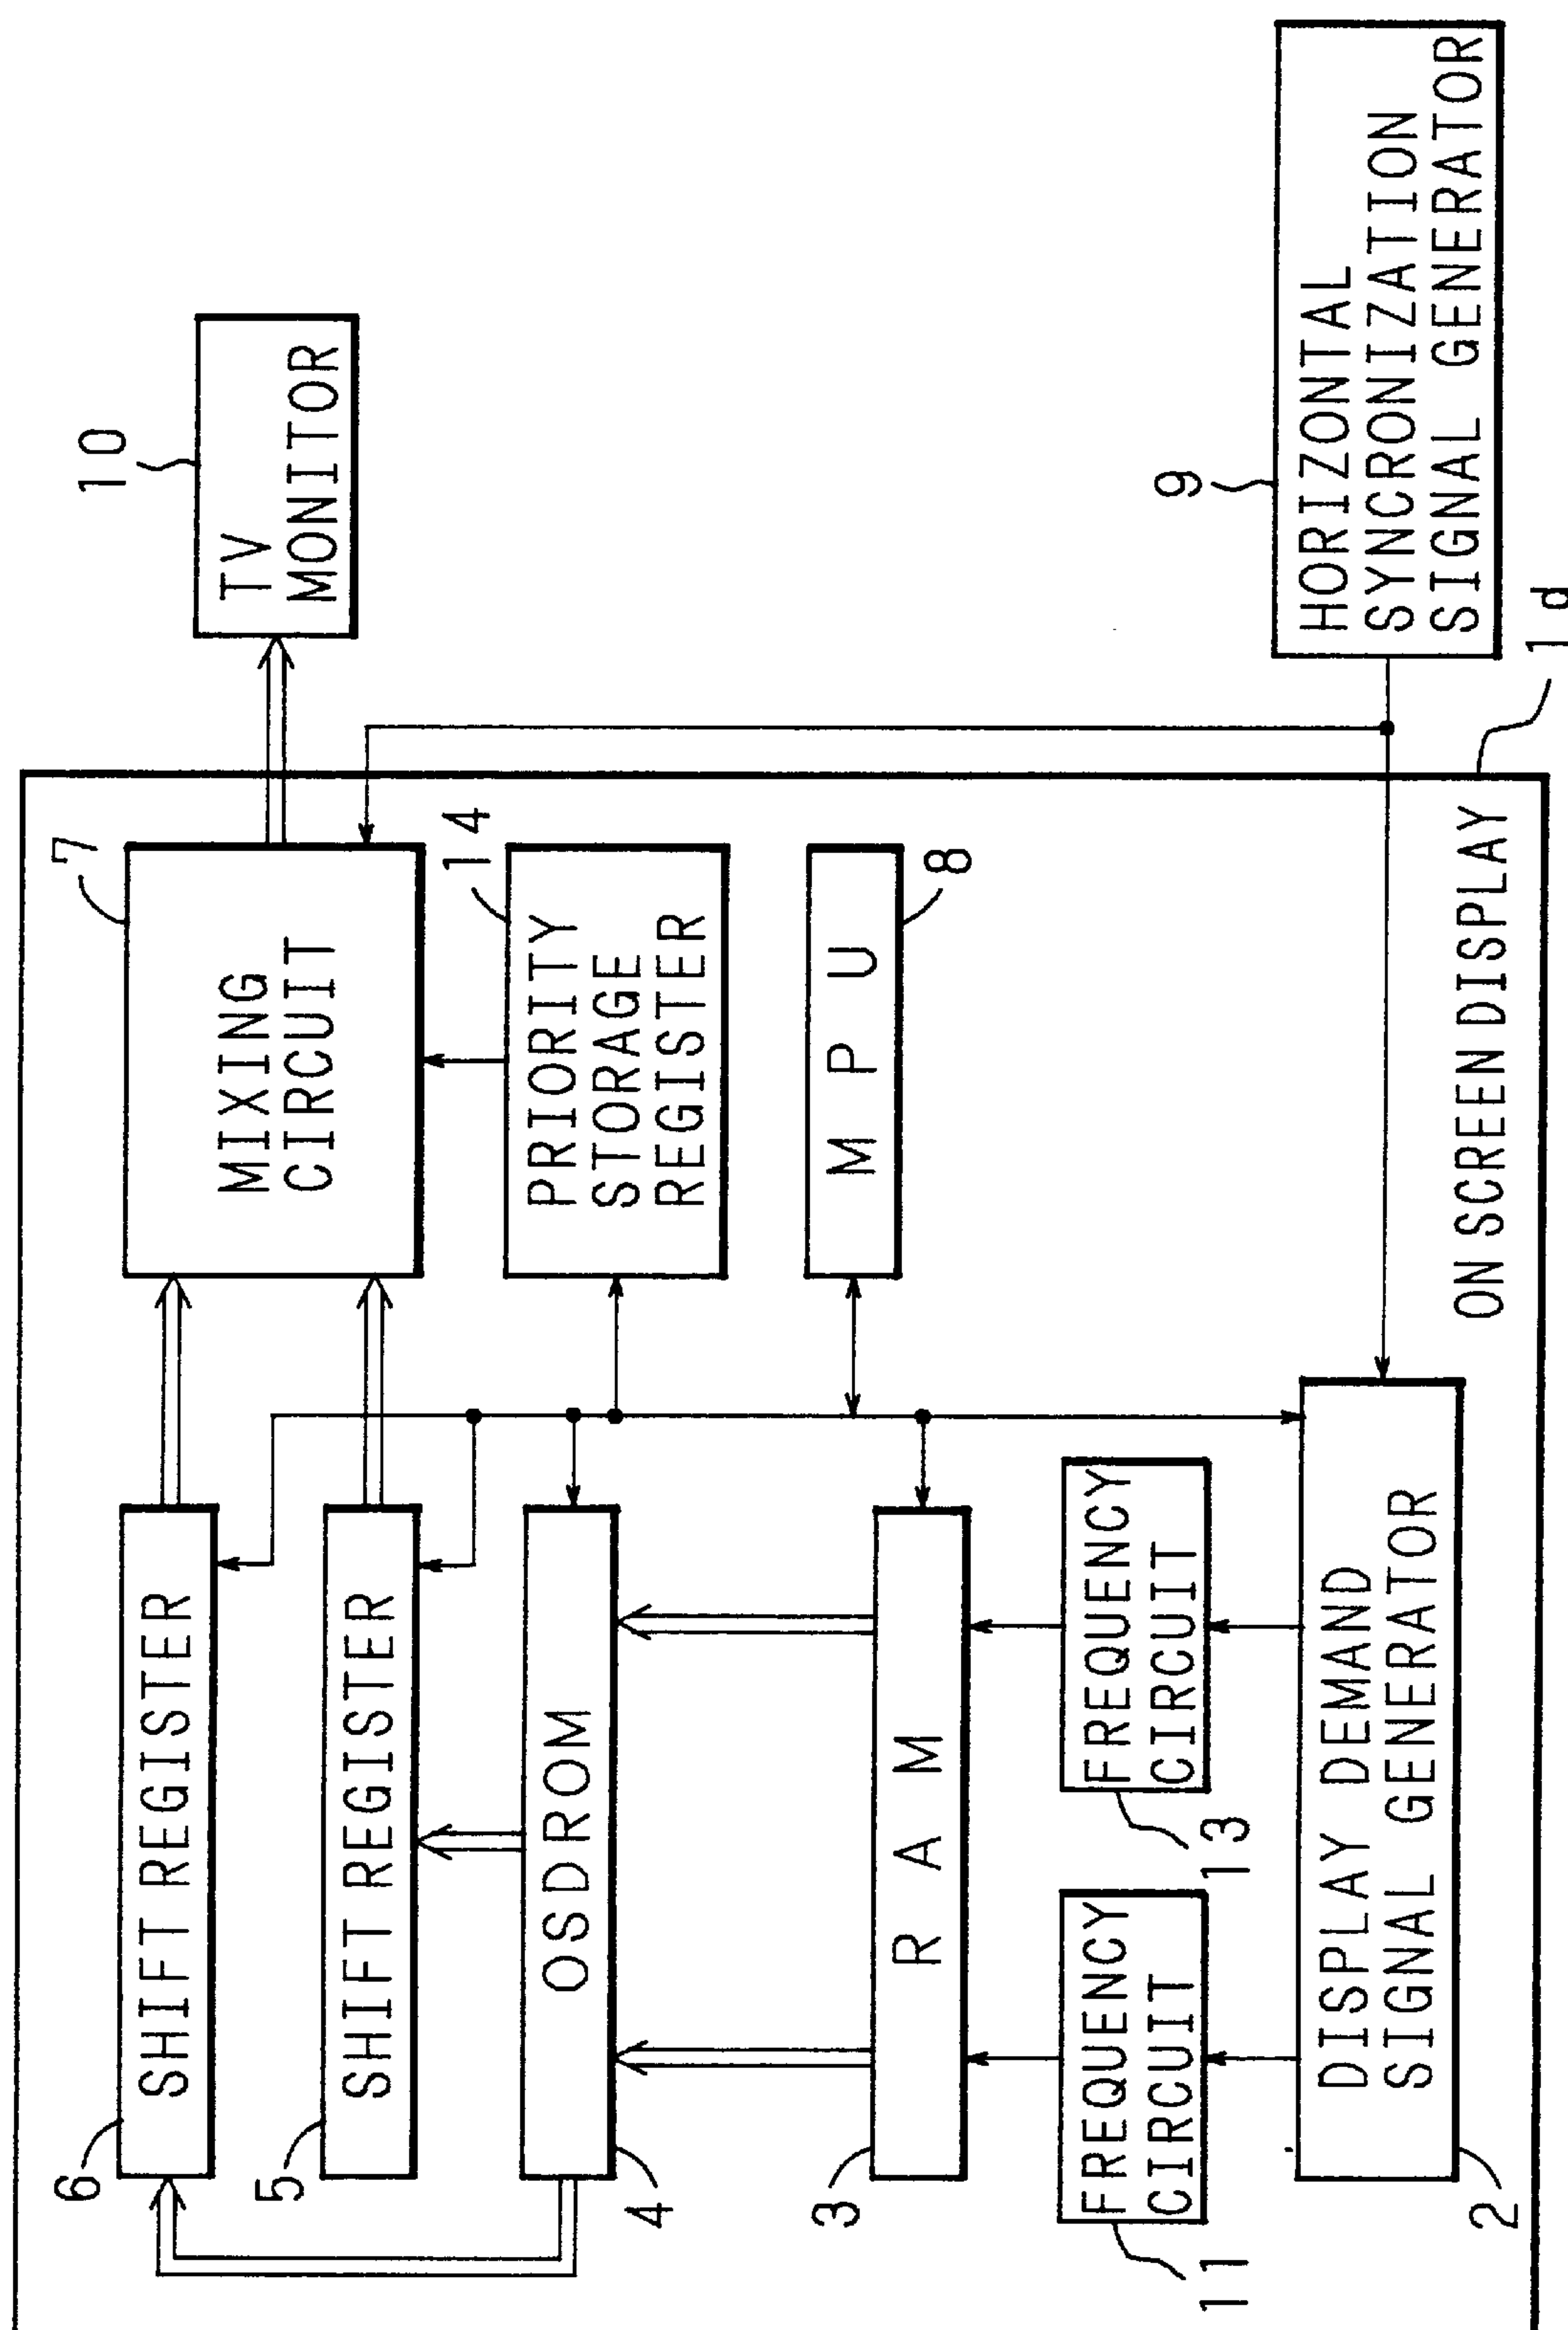 6
SHIFT REGISTER
7
MIXING
CIRCUIT
10
TV
MONITOR
5
SHIFT REGISTER
14
PRIORITY
STORAGE
REGISTER
4
OSDROM
8
MPU
3
RAM
11
FREQUENCY
CIRCUIT
13
FREQUENCY
CIRCUIT
9
HORIZONTAL
SYNCRONIZATION
SIGNAL GENERATOR
2
DISPLAY DEMAND
SIGNAL GENERATOR
ON SCREEN DISPLAY
1d